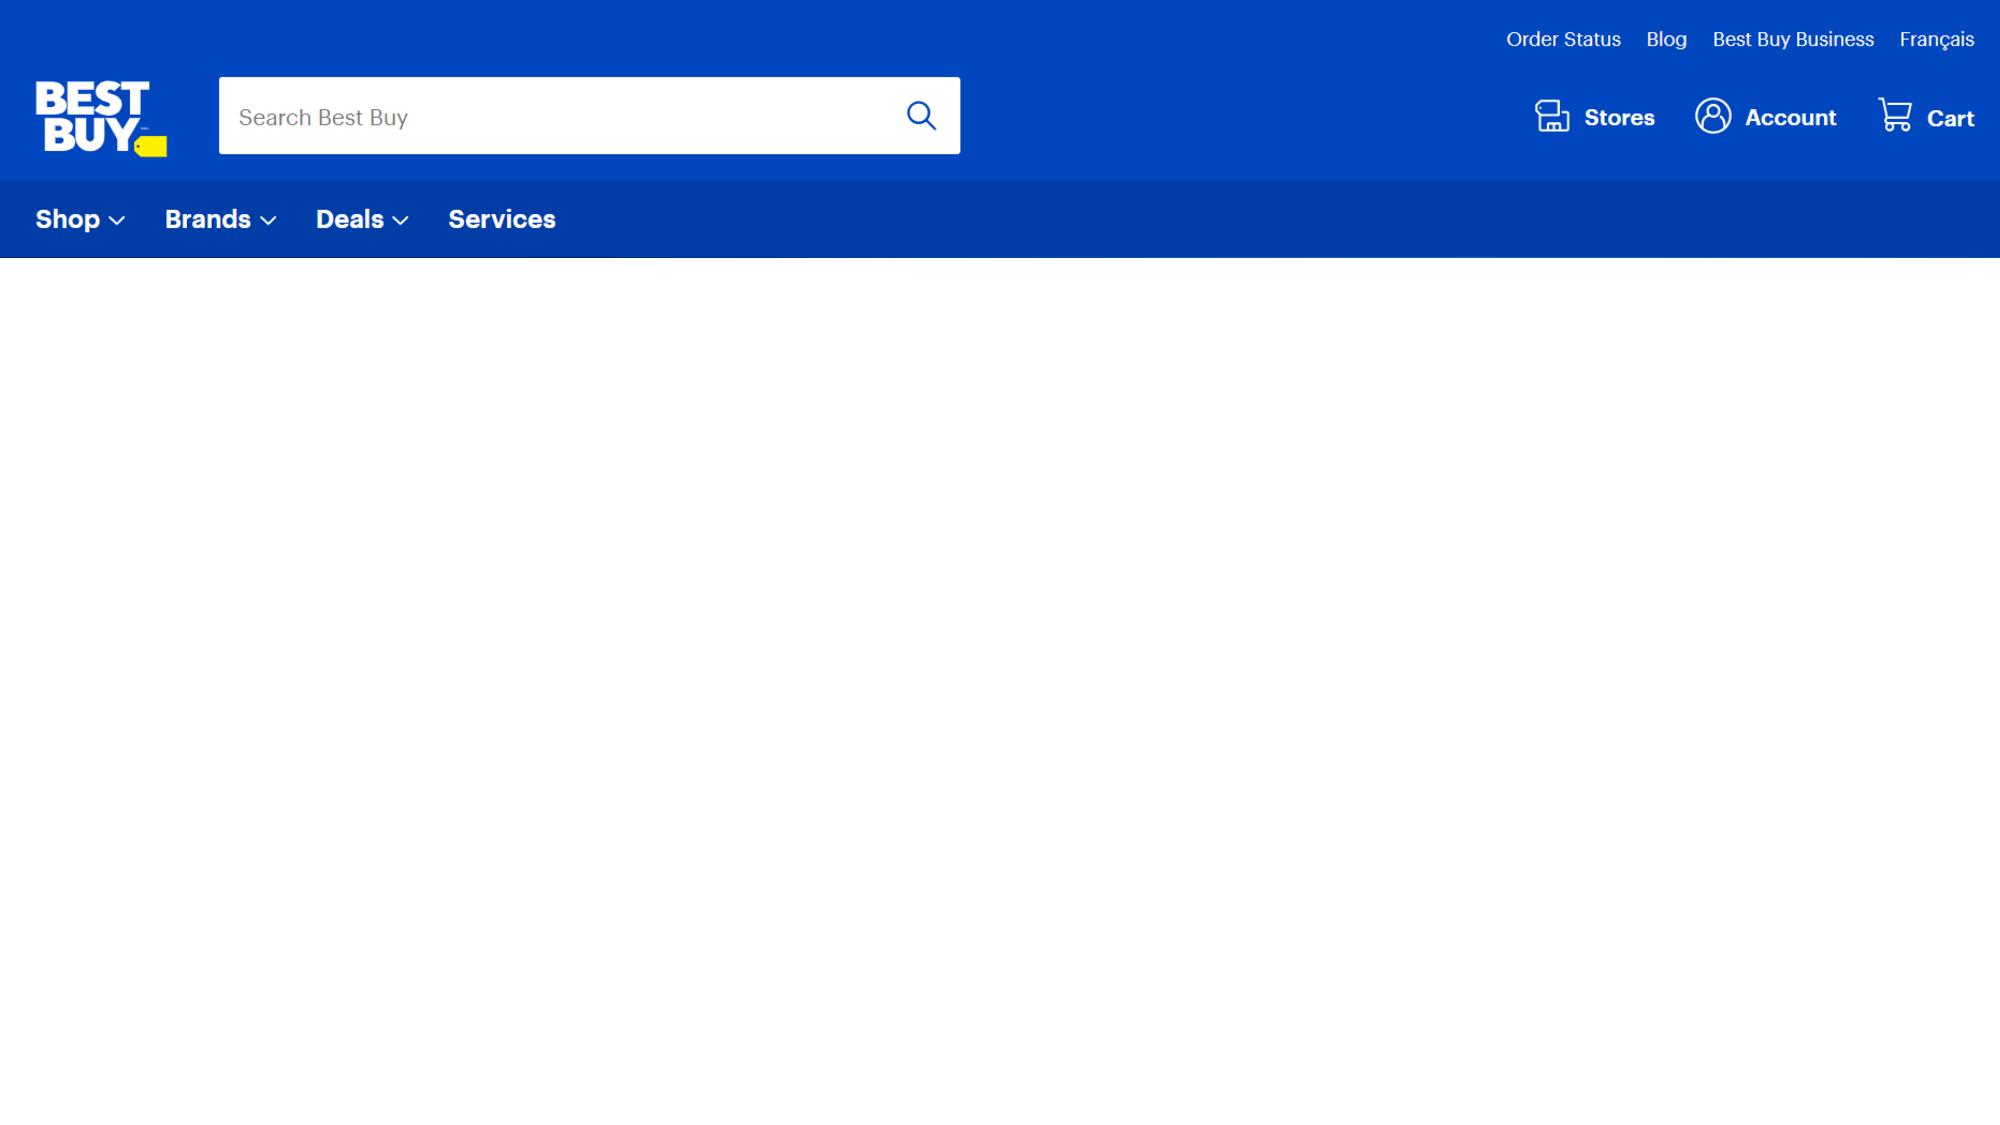 Order Status Blog Best Buy Business Français
BEST
BUY
Search Best Buy
Stores Account Cart
Shop Brands Deals Services